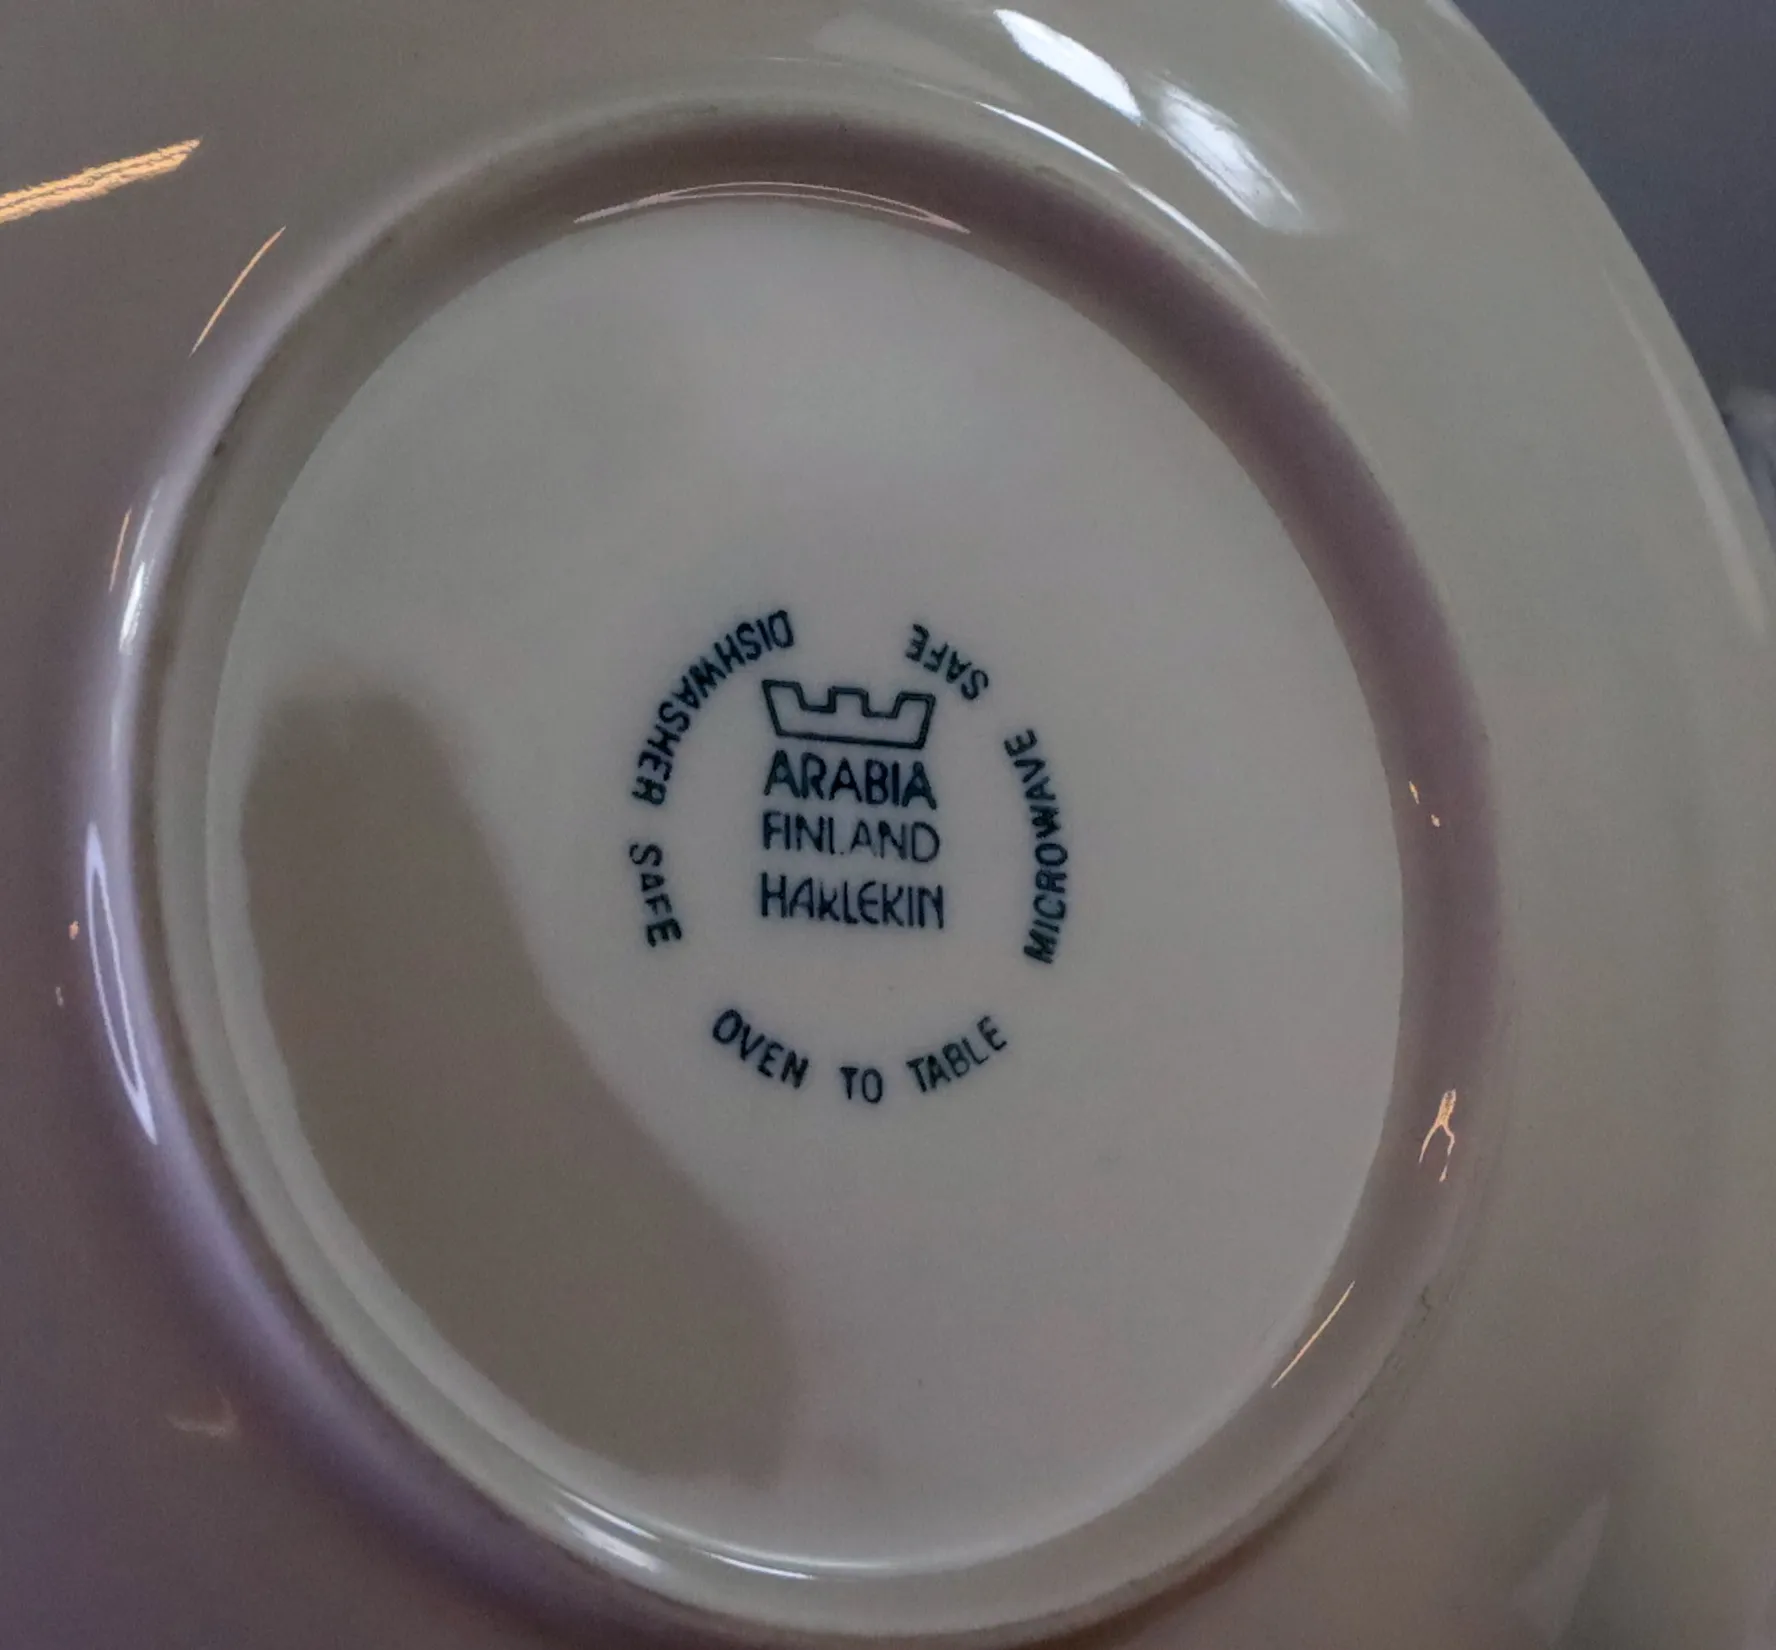 ARABIA
FINLAND
HARLEKIN
DISHWASHER SAFE
OVEN TO TABLE
MICROWAVE SAFE